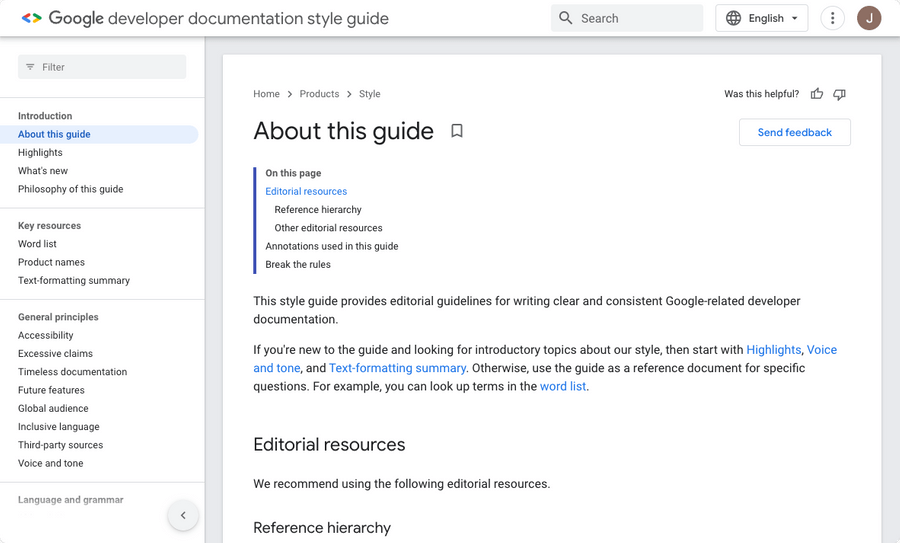 Google developer documentation style guide
Search
English
J
Filter
Introduction
About this guide
Highlights
What's new
Philosophy of this guide
Key resources
Word list
Product names
Text-formatting summary
General principles
Accessibility
Excessive claims
Timeless documentation
Future features
Global audience
Inclusive language
Third-party sources
Voice and tone
Language and grammar
Home > Products > Style
Was this helpful?
About this guide
Send feedback
On this page
Editorial resources
Reference hierarchy
Other editorial resources
Annotations used in this guide
Break the rules
This style guide provides editorial guidelines for writing clear and consistent Google-related developer
documentation.
If you're new to the guide and looking for introductory topics about our style, then start with Highlights, Voice
and tone, and Text-formatting summary. Otherwise, use the guide as a reference document for specific
questions. For example, you can look up terms in the word list.
Editorial resources
We recommend using the following editorial resources.
Reference hierarchy